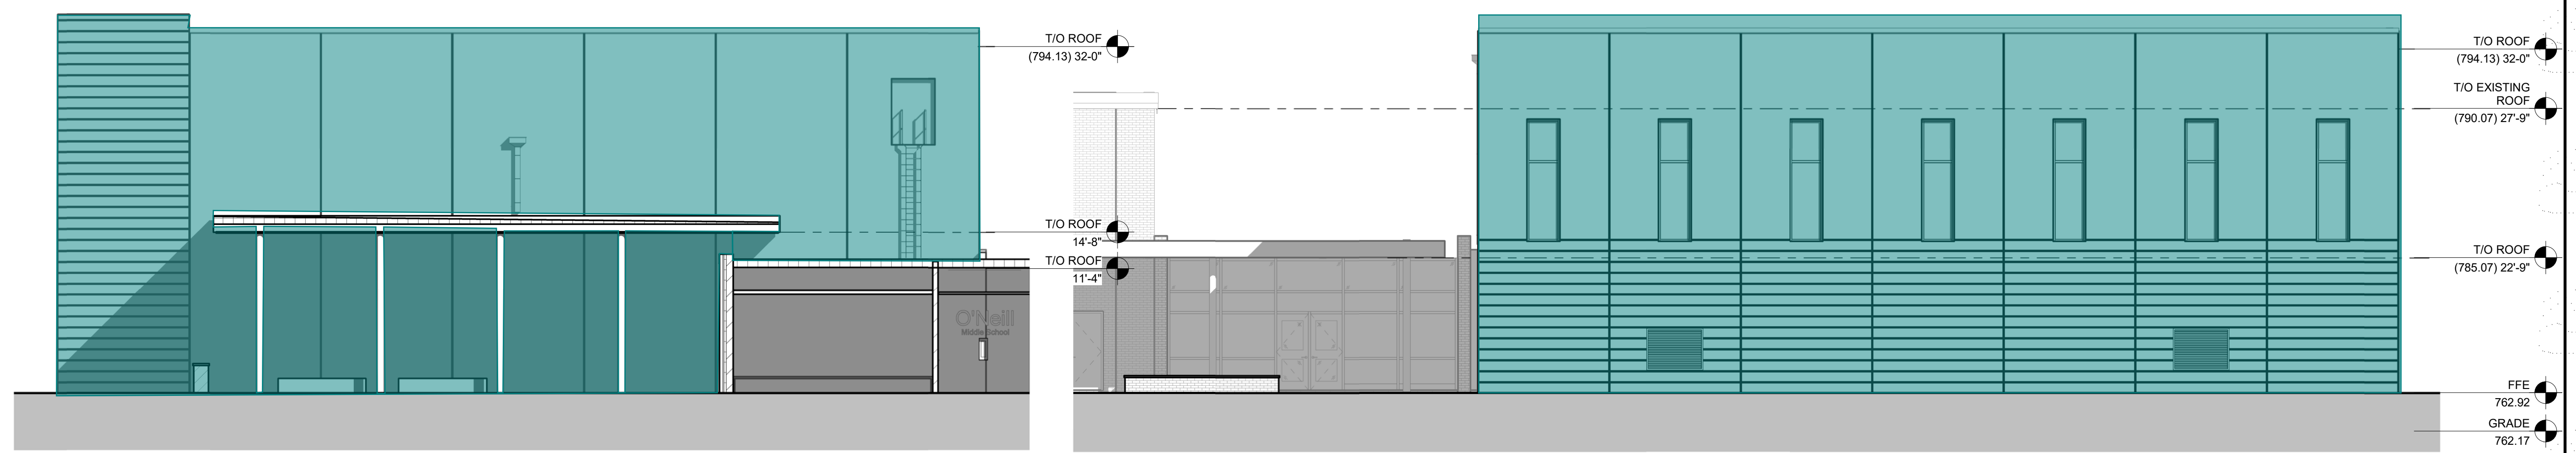 T/O ROOF
(794.13) 32-0"
T/O ROOF
14'-8"
T/O ROOF
11'-4"
O'Neill
Middle School
T/O ROOF
(794.13) 32-0"
T/O EXISTING
ROOF
(790.07) 27'-9"
T/O ROOF
(785.07) 22'-9"
FFE
762.92
GRADE
762.17